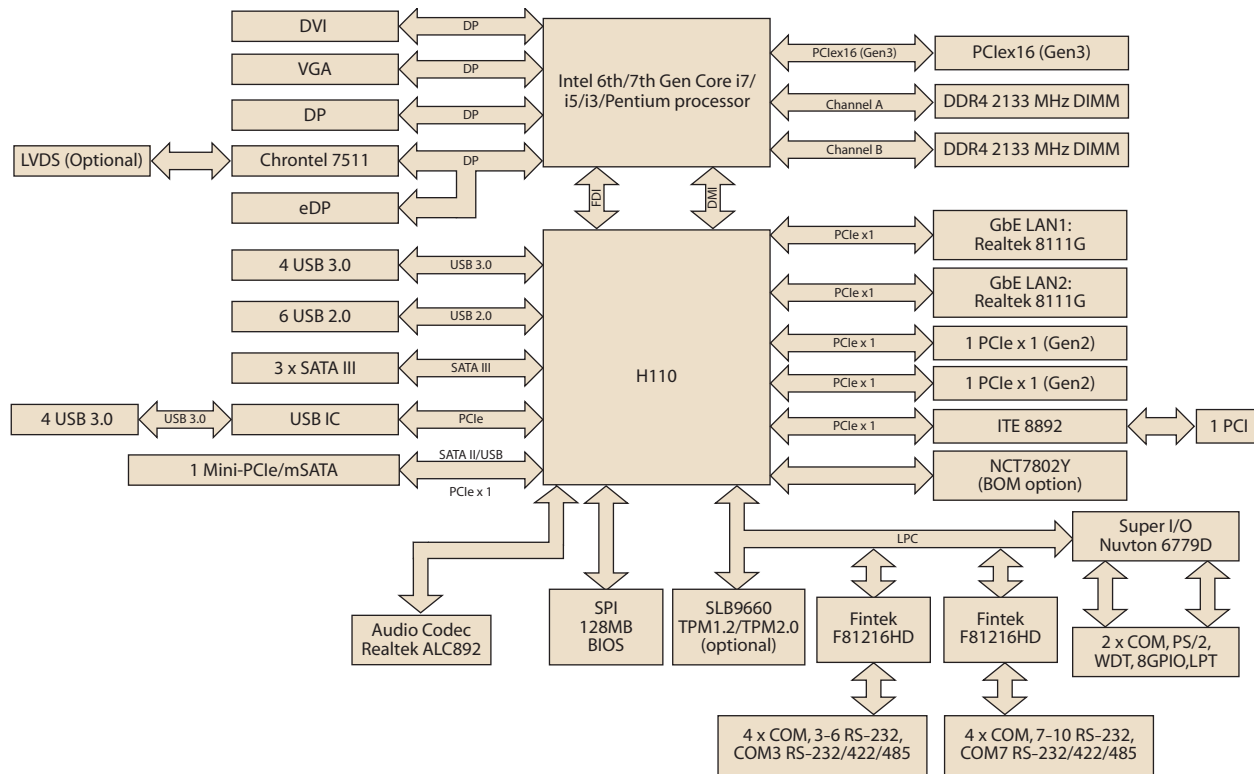 DVI
DP
VGA
DP
DP
DP
LVDS (Optional)
Chrontel 7511
DP
eDP
Intel 6th/7th Gen Core i7/
i5/i3/Pentium processor
PCIex16 (Gen3)
PCIex16 (Gen3)
Channel A
DDR4 2133 MHz DIMM
Channel B
DDR4 2133 MHz DIMM
FDI
DMI
4 USB 3.0
USB 3.0
6 USB 2.0
USB 2.0
3 x SATA III
SATA III
4 USB 3.0
USB 3.0
USB IC
PCIe
1 Mini-PCIe/mSATA
SATA II/USB
PCIe x 1
H110
PCIe x1
GbE LAN1:
Realtek 8111G
PCIe x1
GbE LAN2:
Realtek 8111G
PCIe x 1
1 PCIe x 1 (Gen2)
PCIe x 1
1 PCIe x 1 (Gen2)
PCIe x 1
ITE 8892
1 PCI
NCT7802Y
(BOM option)
LPC
Super I/O
Nuvton 6779D
Audio Codec
Realtek ALC892
SPI
128MB
BIOS
SLB9660
TPM1.2/TPM2.0
(optional)
Fintek
F81216HD
Fintek
F81216HD
2 x COM, PS/2,
WDT, 8GPIO,LPT
4 x COM, 3-6 RS-232,
COM3 RS-232/422/485
4 x COM, 7-10 RS-232,
COM7 RS-232/422/485